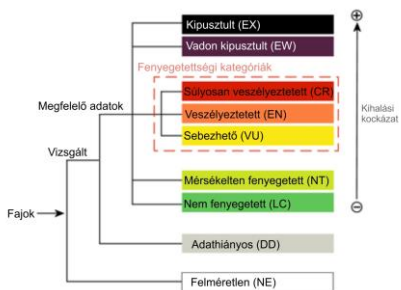 Kipusztult (EX)
Vadon kipusztult (EW)
Fenyegetettségi kategóriák
Súlyosan veszélyeztetett (CR)
Megfelelő adatok
Veszélyeztetett (EN)
Kihalási
kockázat
Sebezhető (VU)
Vizsgált
Mérsékelten fenyegetett (NT)
Nem fenyegetett (LC)
Fajok
Adathiányos (DD)
Felméretlen (NE)